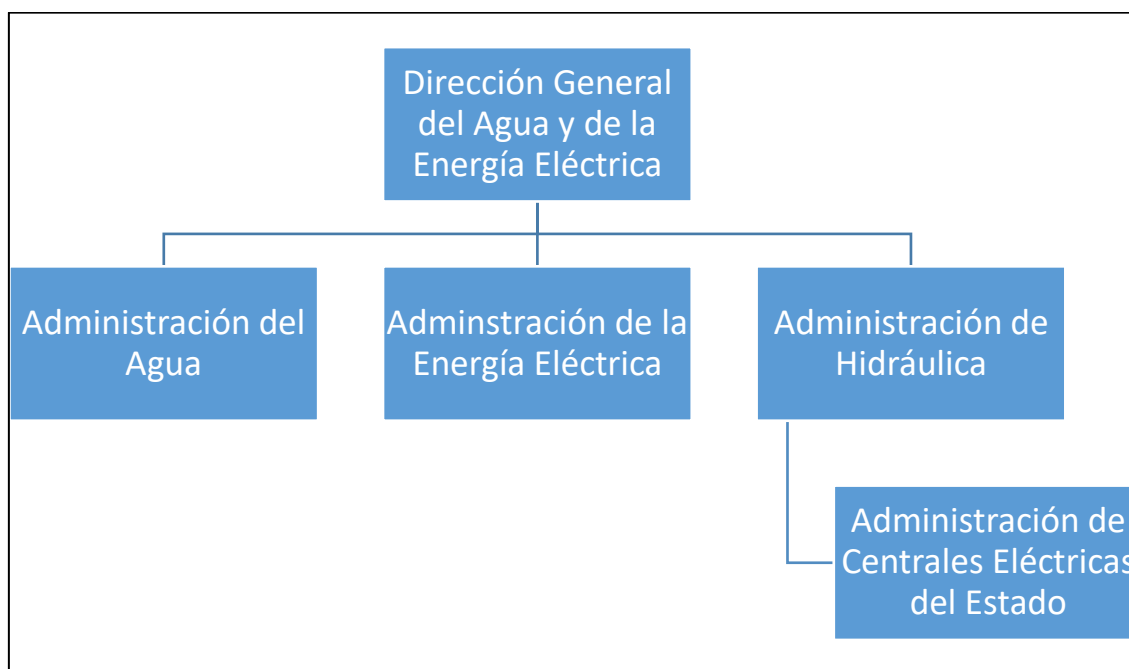 Dirección General
del Agua y de la
Energía Eléctrica
Administración del
Agua
Adminstración de la
Energía Eléctrica
Administración de
Hidráulica
Administración de
Centrales Eléctricas
del Estado